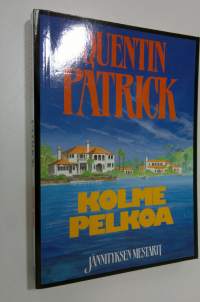 QUENTIN
PATRICK
KOLME
PELKOA
JÄNNITYKSEN MESTARIT